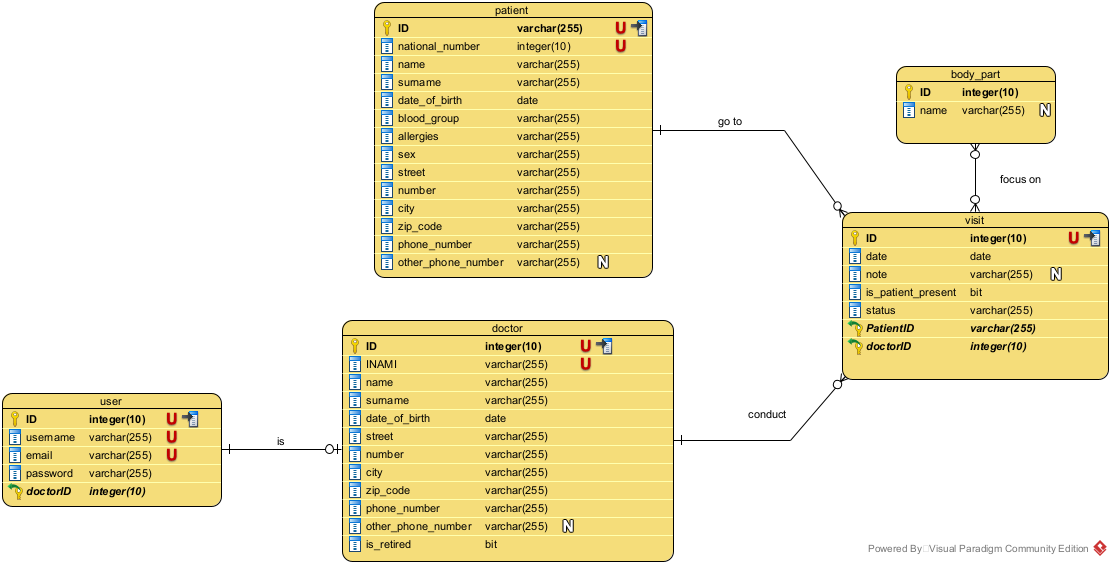 patient
ID varchar(255) U
national_number integer(10) U
name varchar(255)
surname varchar(255)
date_of_birth date
blood_group varchar(255)
allergies varchar(255)
sex varchar(255)
street varchar(255)
number varchar(255)
city varchar(255)
zip_code varchar(255)
phone_number varchar(255)
other_phone_number varchar(255) N
go to
body_part
ID integer(10)
name varchar(255) N
focus on
visit
ID integer(10) U
date date
note varchar(255) N
is_patient_present bit
status varchar(255)
PatientID varchar(255)
doctorID integer(10)
doctor
ID integer(10) U
INAMI varchar(255) U
name varchar(255)
surname varchar(255)
date_of_birth date
street varchar(255)
number varchar(255)
city varchar(255)
zip_code varchar(255)
phone_number varchar(255)
other_phone_number varchar(255) N
is_retired bit
conduct
user
ID integer(10) U
username varchar(255) U
email varchar(255) U
password varchar(255)
doctorID integer(10)
is
Powered By Visual Paradigm Community Edition